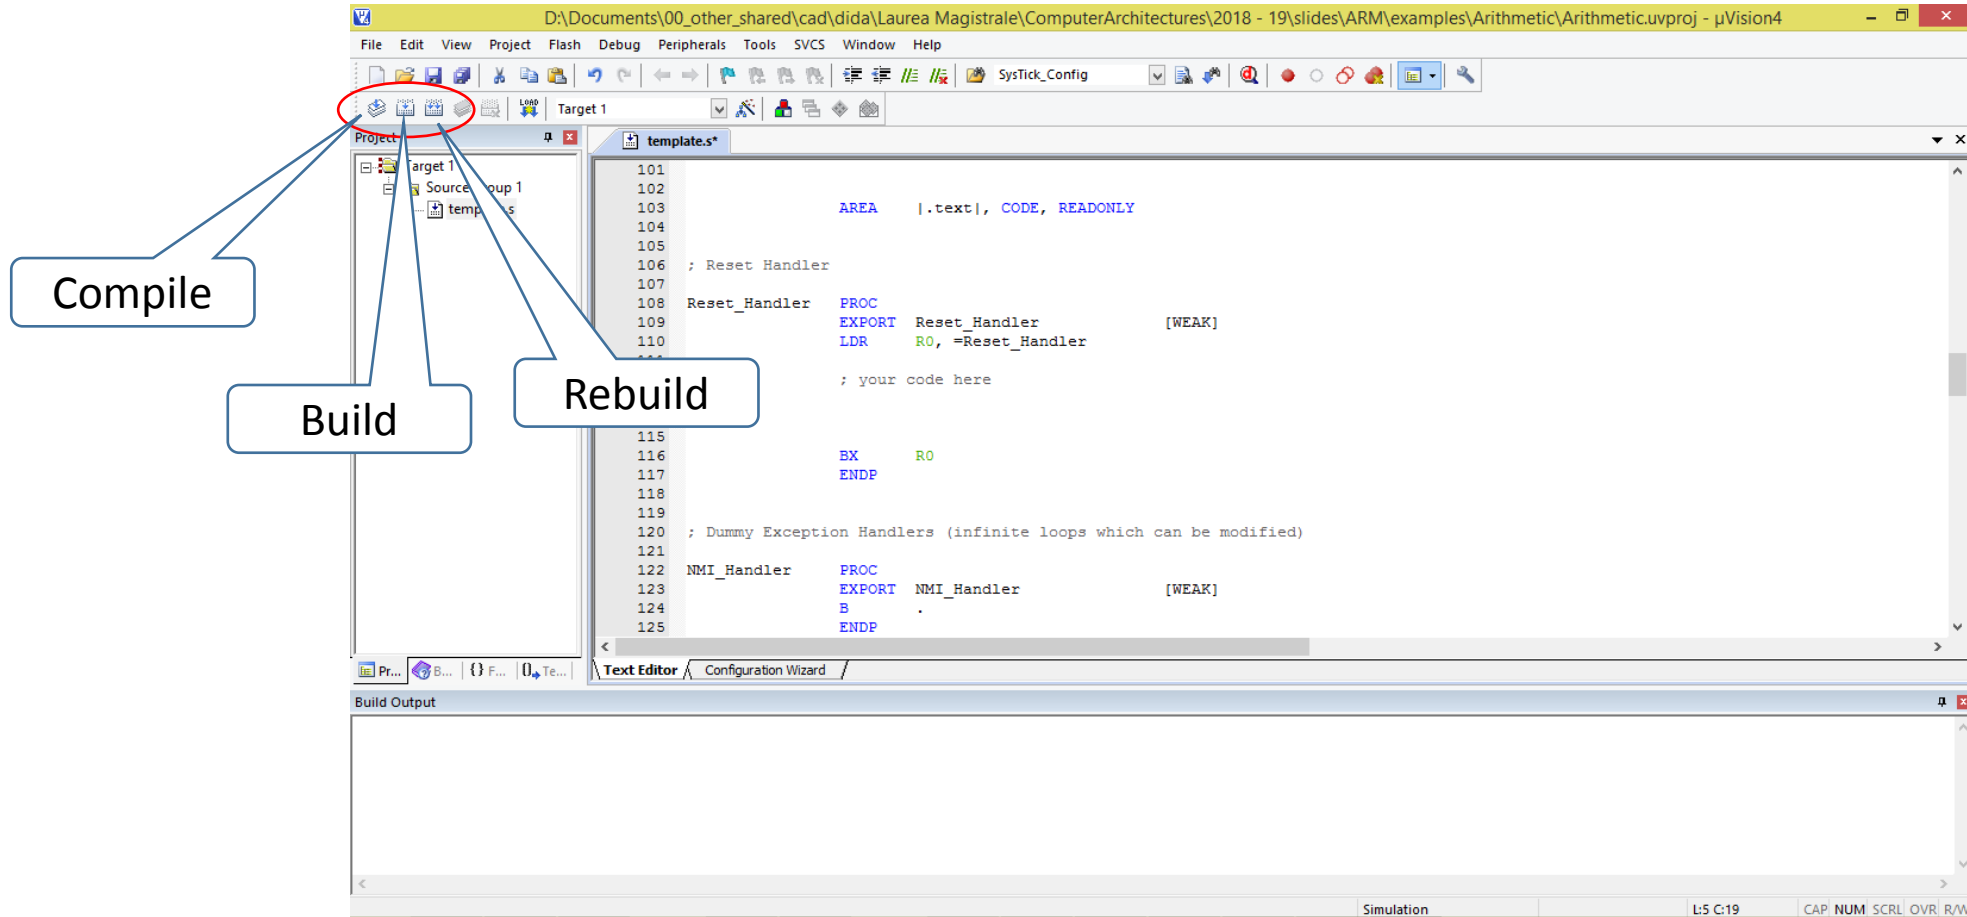 D:\Documents\00_other_shared\cad\dida\Laurea Magistrale\ComputerArchitectures\2018 - 19\slides\ARM\examples\Arithmetic\Arithmetic.uvproj - µVision4
File Edit View Project Flash Debug Peripherals Tools SVCS Window Help
SysTick_Config
LOAD Target 1
Project
template.s*
Target 1
Source Group 1
Compile
Build
Rebuild
101
102
103 AREA |.text|, CODE, READONLY
104
105
106 ; Reset Handler
107
108 Reset_Handler PROC
109 EXPORT Reset_Handler [WEAK]
110 LDR R0, =Reset_Handler
; your code here
115
116 BX R0
117 ENDP
118
119
120 ; Dummy Exception Handlers (infinite loops which can be modified)
121
122 NMI_Handler PROC
123 EXPORT NMI_Handler [WEAK]
124 B .
125 ENDP
Pr... B... {} F... 0 Te...
Text Editor Configuration Wizard
Build Output
Simulation L:5 C:19 CAP NUM SCRL OVR R/W